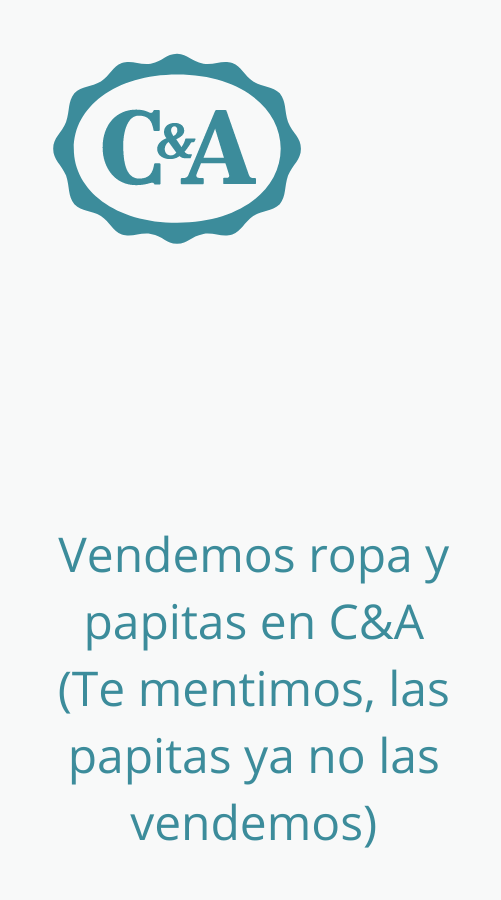 C&A
Vendemos ropa y
papitas en C&A
(Te mentimos, las
papitas ya no las
vendemos)